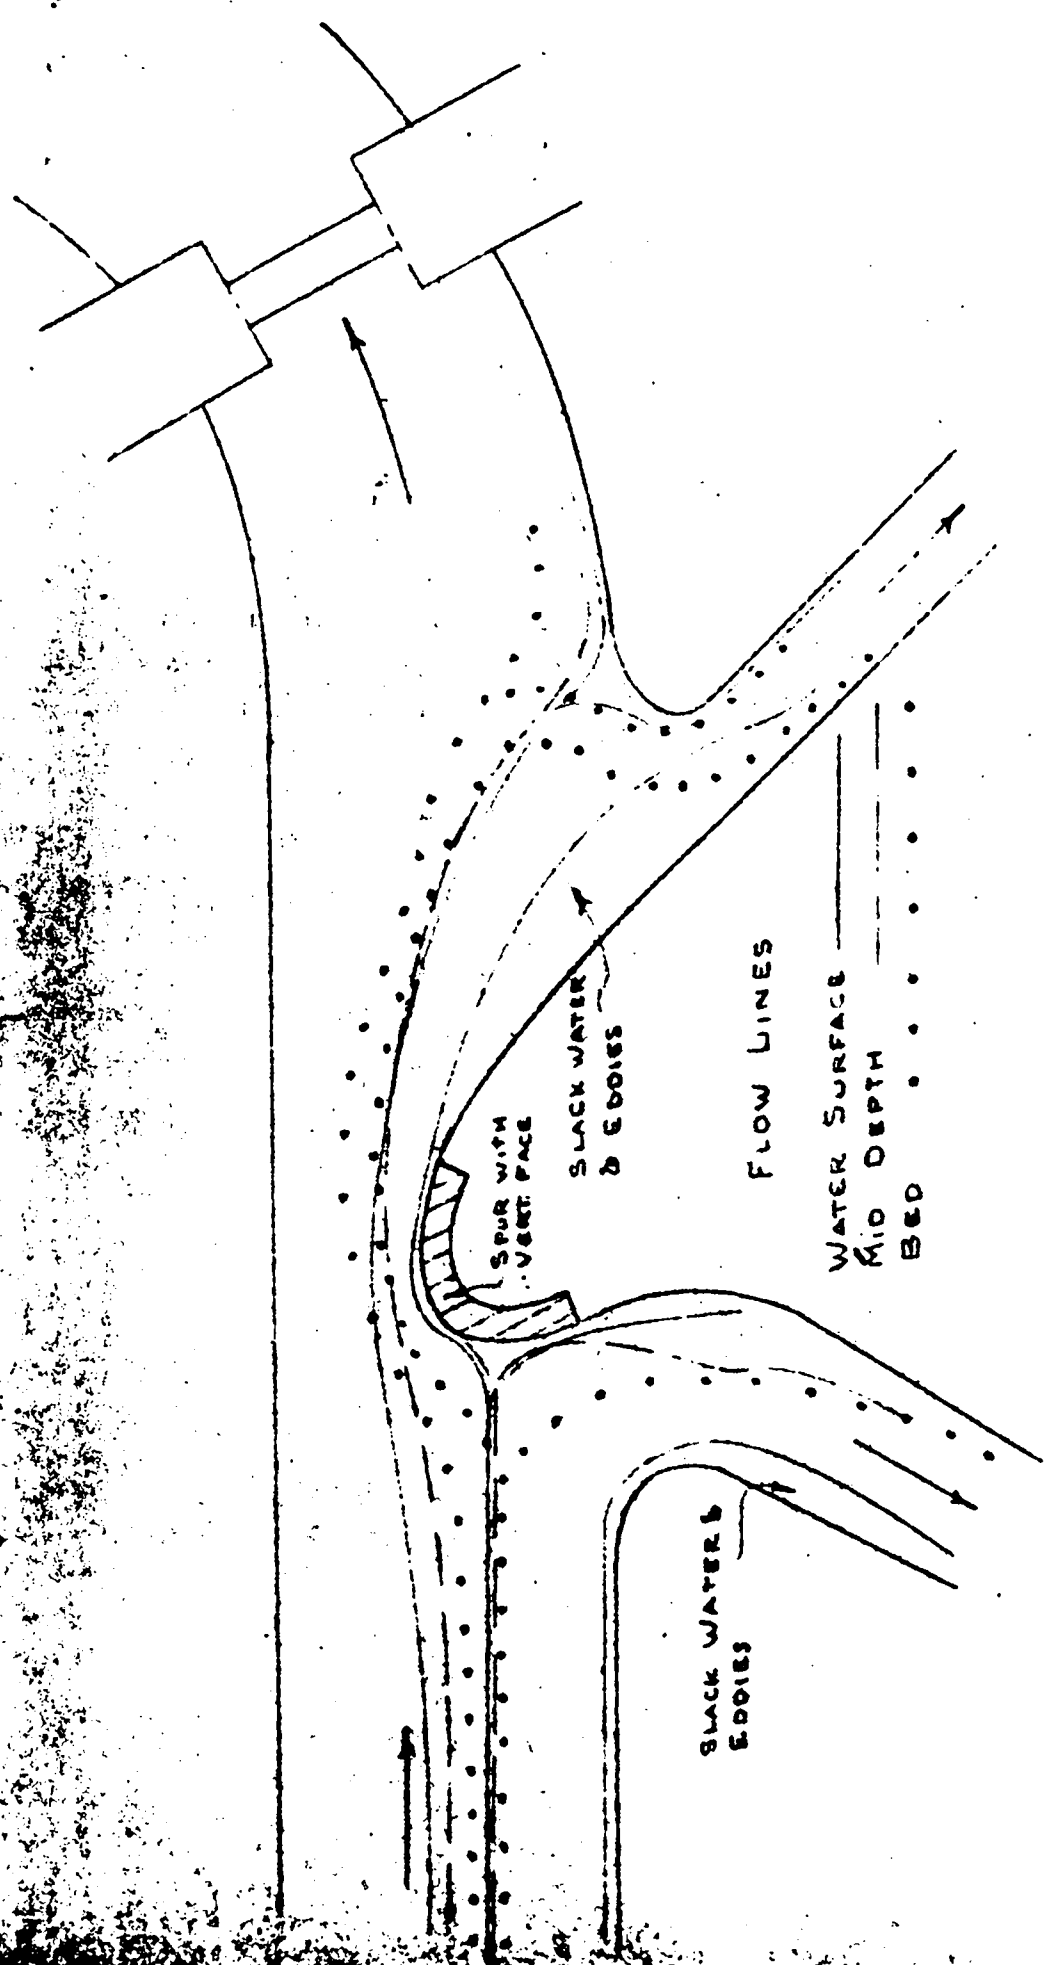 SPUR WITH
VERT. FACE
SLACK WATER
& EDDIES
FLOW LINES
WATER SURFACE
MID DEPTH
BED
SLACK WATER &
EDDIES